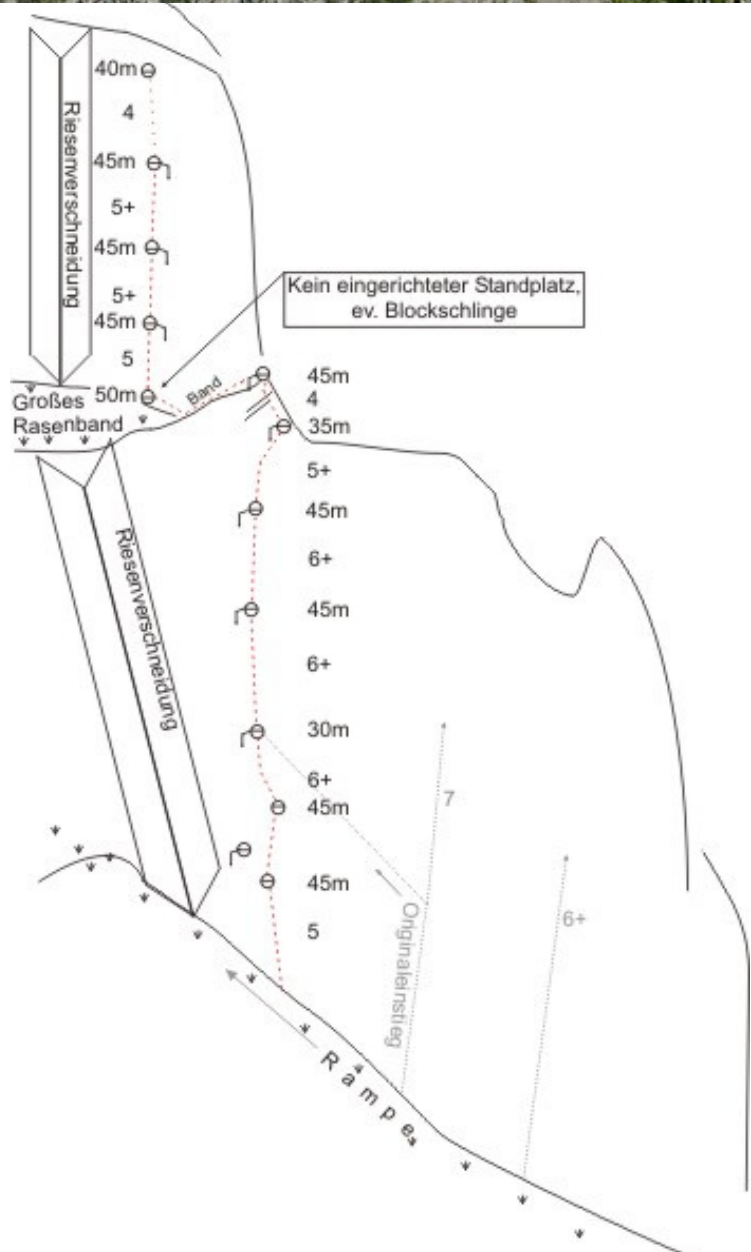 40m
Riesenverschneidung
4
45m
5+
45m
5+
45m
5
50m
Kein eingerichteter Standplatz,
ev. Blockschlinge
Großes
Rasenband
Band
45m
4
35m
5+
45m
6+
45m
6+
30m
6+
45m
45m
5
Riesenverschneidung
7
6+
Originaleinstieg
Rampe